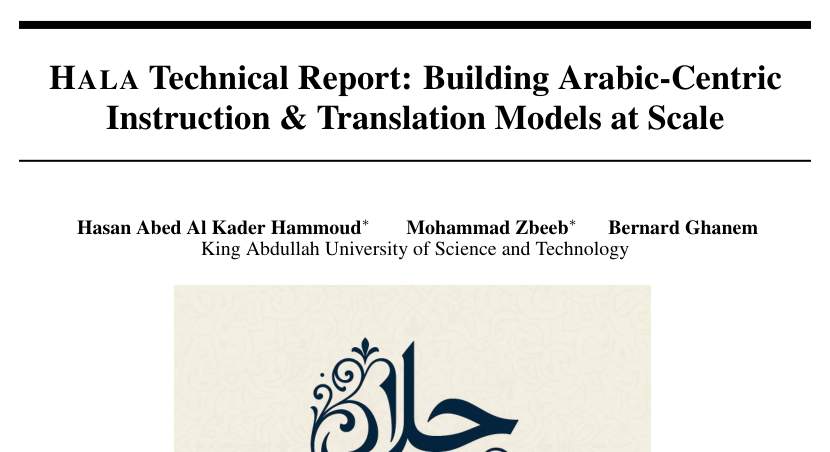 HALA Technical Report: Building Arabic-Centric
Instruction & Translation Models at Scale
Hasan Abed Al Kader Hammoud* Mohammad Zbeeb* Bernard Ghanem
King Abdullah University of Science and Technology
حلا